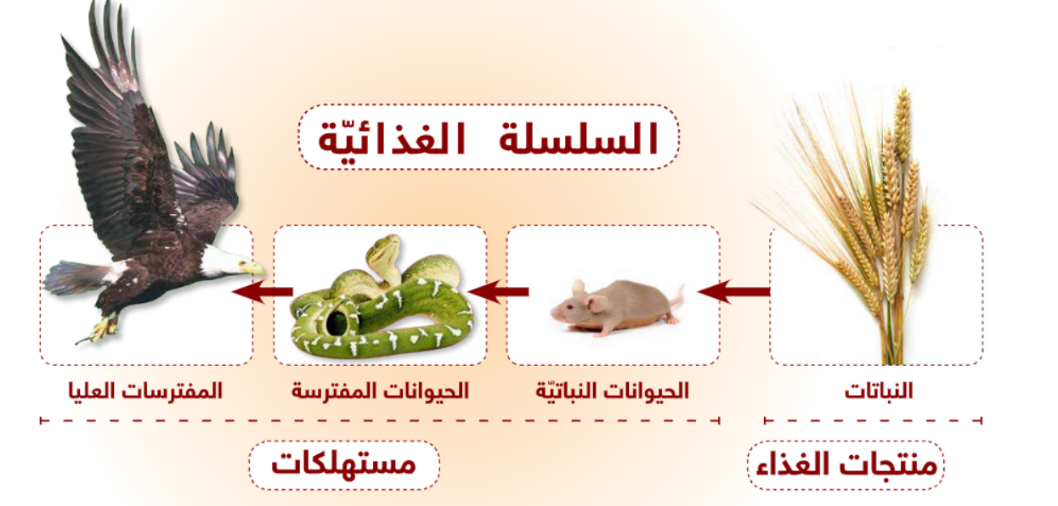 السلسلة الغذائيّة
النباتات
الحيوانات النباتيّة
الحيوانات المفترسة
المفترسات العليا
منتجات الغذاء
مستهلكات